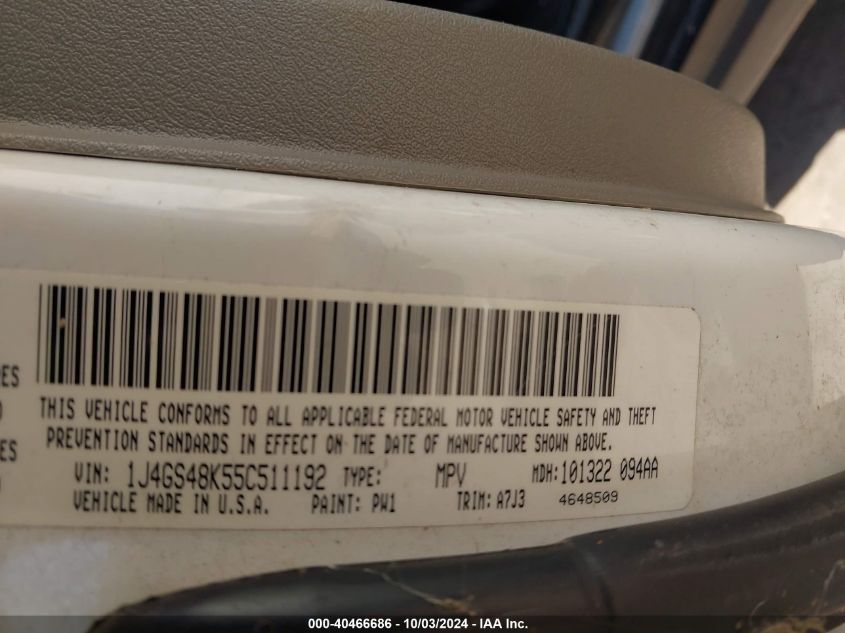 THIS VEHICLE CONFORMS TO ALL APPLICABLE FEDERAL MOTOR VEHICLE SAFETY AND THEFT
PREVENTION STANDARDS IN EFFECT ON THE DATE OF MANUFACTURE SHOWN ABOVE.
VIN: 1J4GS48K55C511192 TYPE: MPV MDH:101322 094AA
VEHICLE MADE IN U.S.A. PAINT: PW1 TRIM: A7J3 4648509
000-40466686 - 10/03/2024 - IAA Inc.